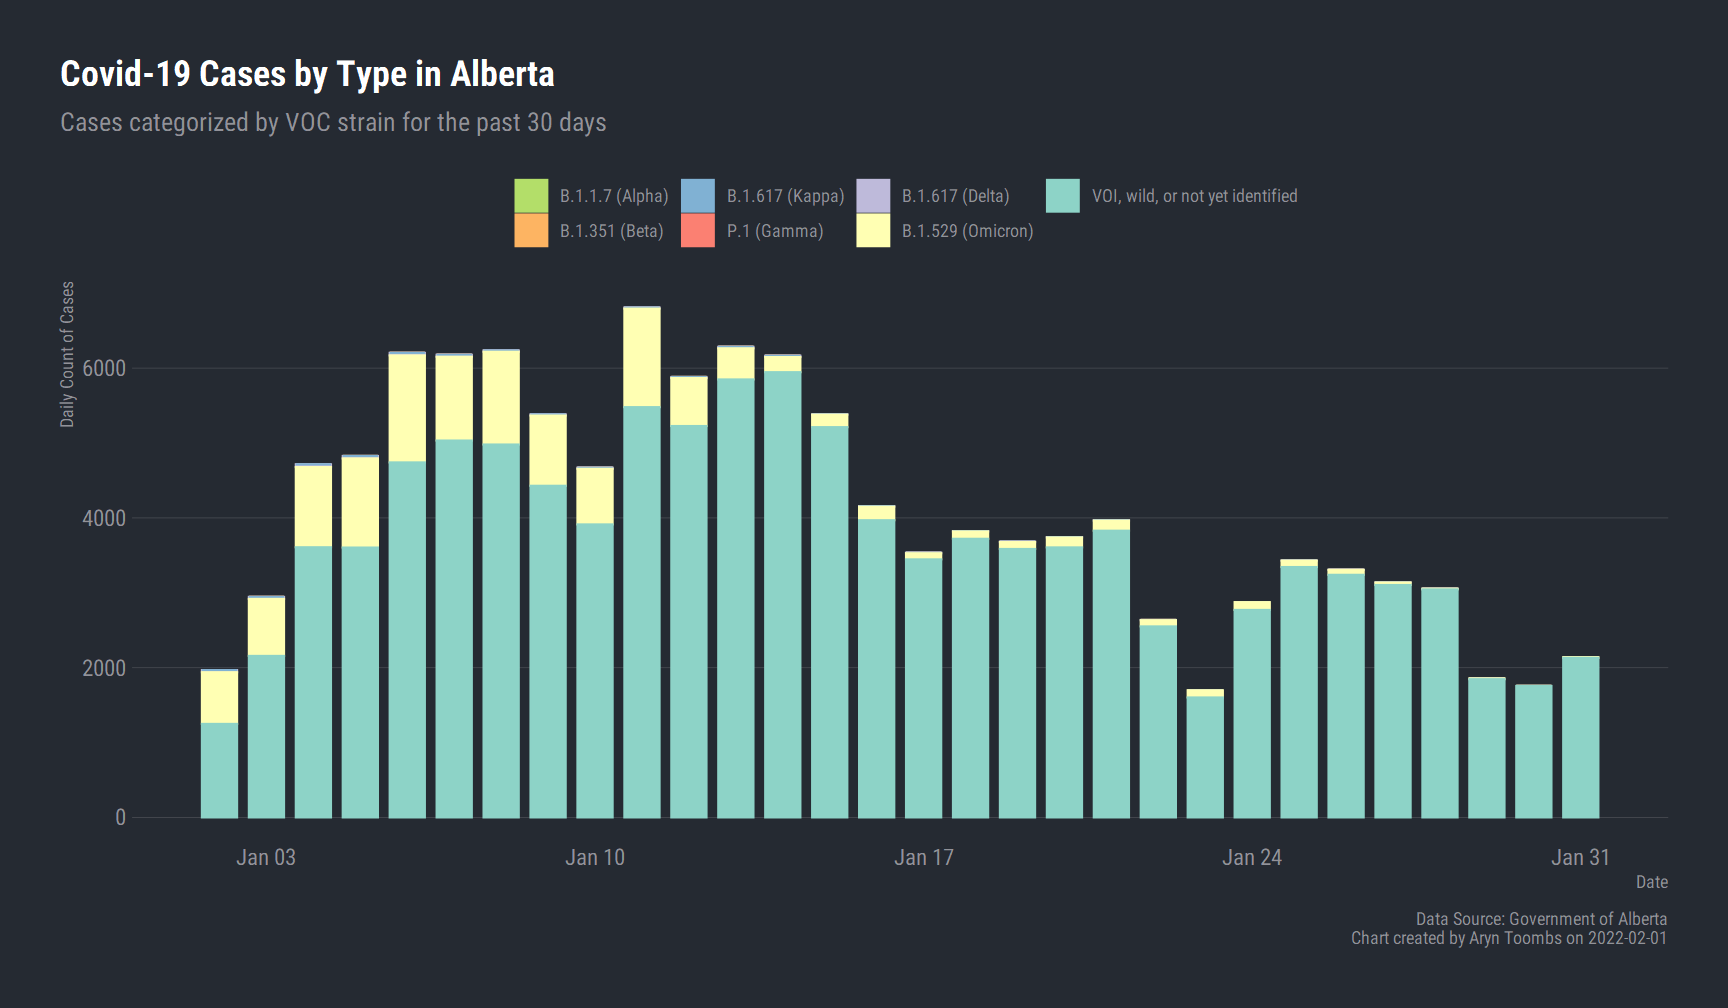 Covid-19 Cases by Type in Alberta
Cases categorized by VOC strain for the past 30 days
B.1.1.7 (Alpha)
B.1.617 (Kappa)
B.1.617 (Delta)
VOI, wild, or not yet identified
B.1.351 (Beta)
P.1 (Gamma)
B.1.529 (Omicron)
Daily Count of Cases
6000
4000
2000
0
Jan 03
Jan 10
Jan 17
Jan 24
Jan 31
Date
Data Source: Government of Alberta
Chart created by Aryn Toombs on 2022-02-01